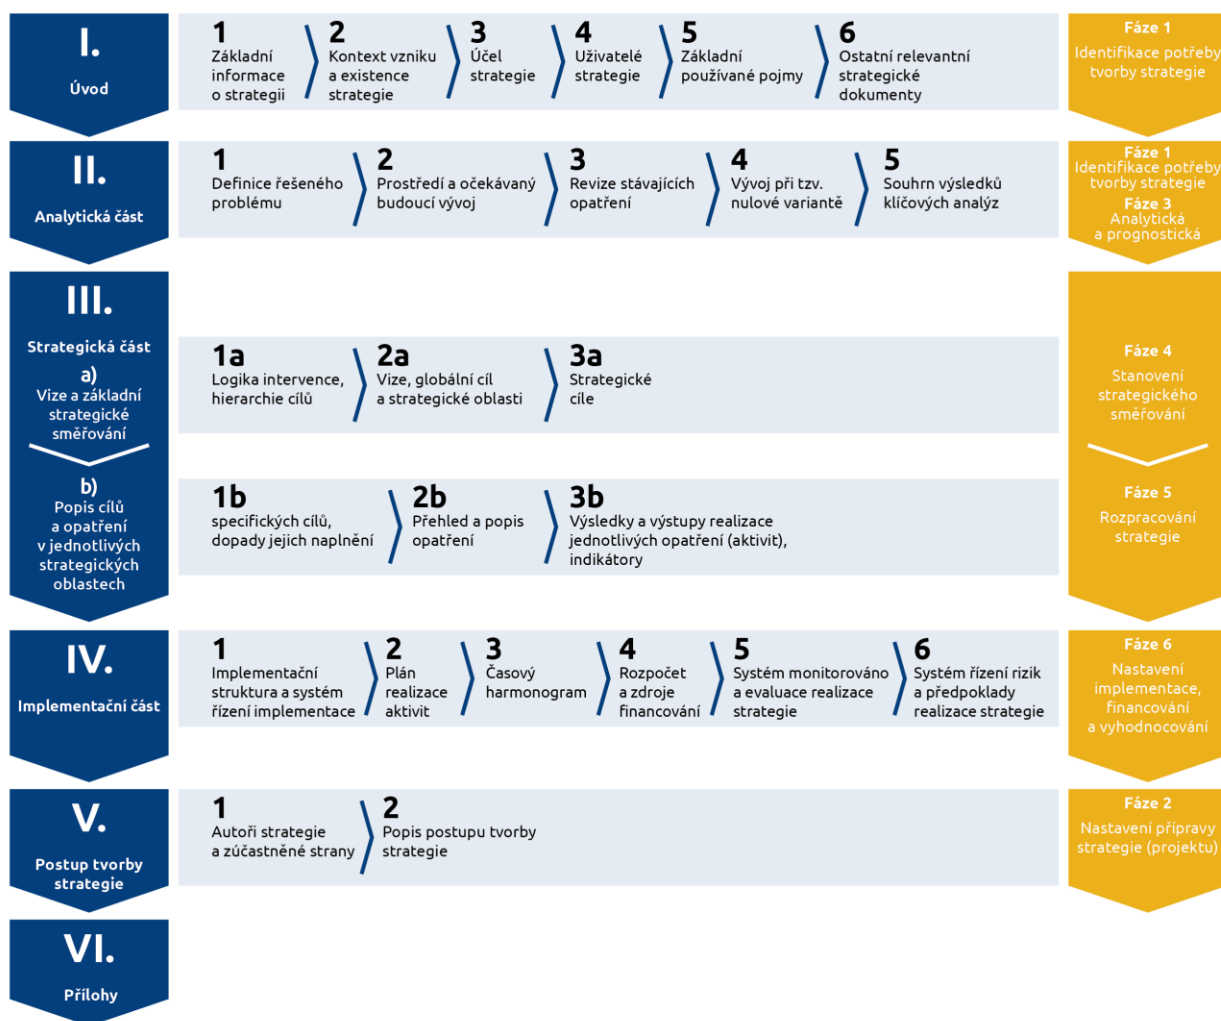 I.
Úvod
1
Základní
informace
o strategii
2
Kontext vzniku
a existence
strategie
3
Účel
strategie
4
Uživatelé
strategie
5
Základní
používané pojmy
6
Ostatní relevantní
strategické
dokumenty
Fáze 1
Identifikace potřeby
tvorby strategie
II.
Analytická část
1
Definice řešeného
problému
2
Prostředí a očekávaný
budoucí vývoj
3
Revize stávajících
opatření
4
Vývoj při tzv.
nulové variantě
5
Souhrn výsledků
klíčových analýz
Fáze 1
Identifikace potřeby
tvorby strategie
Fáze 3
Analytická
a prognostická
III.
Strategická část
a)
Vize a základní
strategické
směřování
1a
Logika intervence,
hierarchie cílů
2a
Vize, globální cíl
a strategické oblasti
3a
Strategické
cíle
Fáze 4
Stanovení
strategického
směřování
b)
Popis cílů
a opatření
v jednotlivých
strategických
oblastech
1b
specifických cílů,
dopady jejich naplnění
2b
Přehled a popis
opatření
3b
Výsledky a výstupy realizace
jednotlivých opatření (aktivit),
indikátory
Fáze 5
Rozpracování
strategie
IV.
Implementační část
1
Implementační
struktura a systém
řízení implementace
2
Plán
realizace
aktivit
3
Časový
harmonogram
4
Rozpočet
a zdroje
financování
5
Systém monitorováno
a evaluace realizace
strategie
6
Systém řízení rizik
a předpoklady
realizace strategie
Fáze 6
Nastavení
implementace,
financování
a vyhodnocování
V.
Postup tvorby
strategie
1
Autoři strategie
a zúčastněné strany
2
Popis postupu tvorby
strategie
Fáze 2
Nastavení přípravy
strategie (projektu)
VI.
Přílohy